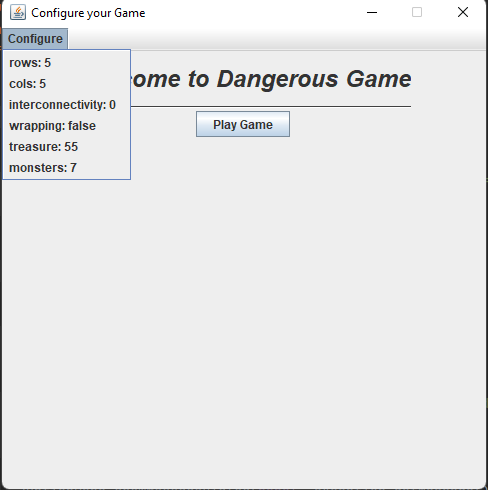 Configure your Game
Configure
rows: 5
cols: 5
interconnectivity: 0
wrapping: false
treasure: 55
monsters: 7
come to Dangerous Game
Play Game